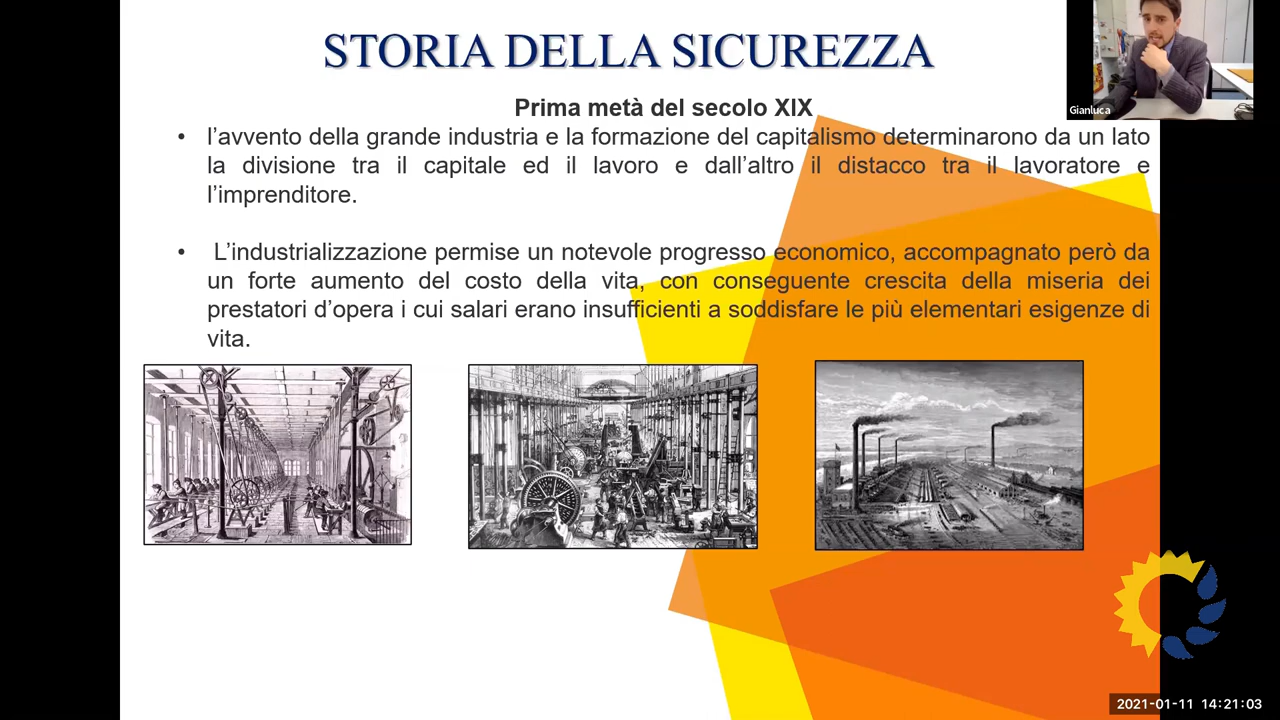 STORIA DELLA SICUREZZA
Gianluca
Prima metà del secolo XIX
• l’avvento della grande industria e la formazione del capitalismo determinarono da un lato
la divisione tra il capitale ed il lavoro e dall’altro il distacco tra il lavoratore e
l’imprenditore.
• L’industrializzazione permise un notevole progresso economico, accompagnato però da
un forte aumento del costo della vita, con conseguente crescita della miseria dei
prestatori d’opera i cui salari erano insufficienti a soddisfare le più elementari esigenze di
vita.
2021-01-11 14:21:03